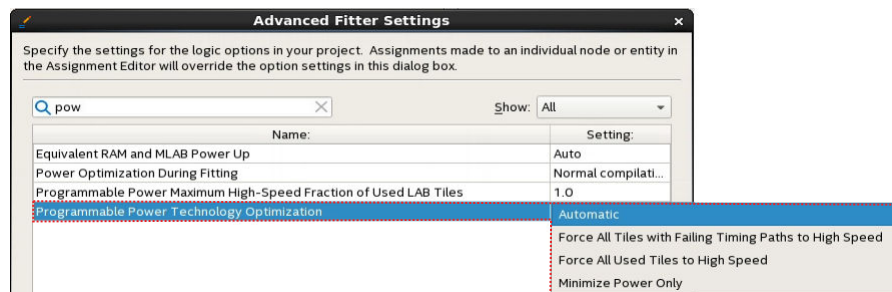 Advanced Fitter Settings
Specify the settings for the logic options in your project. Assignments made to an individual node or entity in
the Assignment Editor will override the option settings in this dialog box.
pow
Show: All
Name: Setting:
Equivalent RAM and MLAB Power Up Auto
Power Optimization During Fitting Normal compilati...
Programmable Power Maximum High-Speed Fraction of Used LAB Tiles 1.0
Programmable Power Technology Optimization Automatic
Force All Tiles with Failing Timing Paths to High Speed
Force All Used Tiles to High Speed
Minimize Power Only